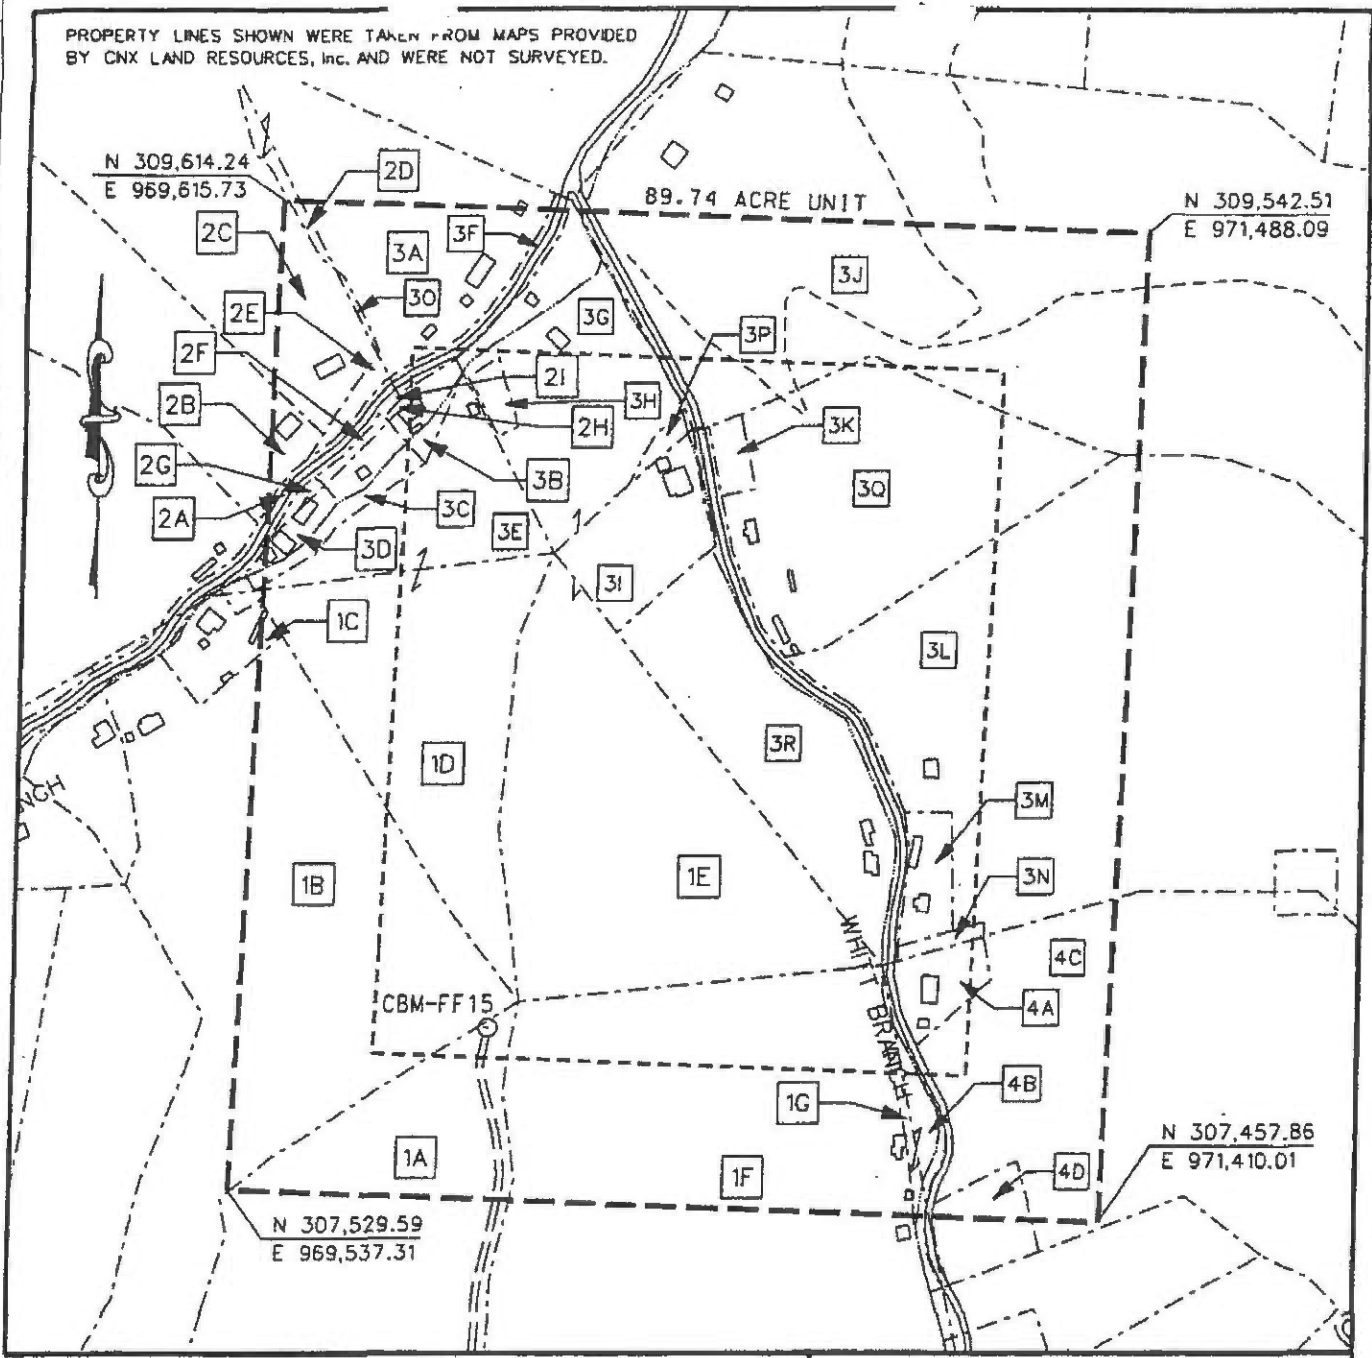 PROPERTY LINES SHOWN WERE TAKEN FROM MAPS PROVIDED
BY CNX LAND RESOURCES, Inc. AND WERE NOT SURVEYED.
N 309,614.24
E 969,615.73
2D
89.74 ACRE UNIT
N 309,542.51
E 971,488.09
2C
3A
3F
3J
3O
2E
3G
3P
2F
2I
3H
2B
2H
3K
2G
3B
3Q
2A
3C
3E
3D
3I
1C
3L
1D
3R
NCH
3M
1B
1E
3N
WHITT BRANCH
4C
CBM-FF15
4A
4B
1G
N 307,457.86
E 971,410.01
1A
1F
4D
N 307,529.59
E 969,537.31